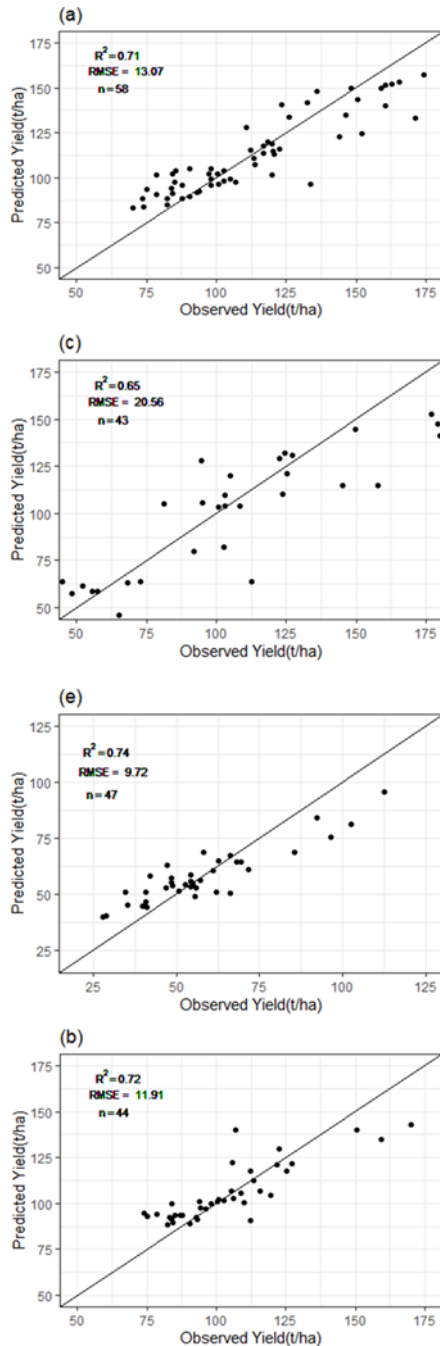 (a)
R²=0.71
RMSE = 13.07
n=58
175
150
125
100
75
50
Predicted Yield(t/ha)
50 75 100 125 150 175
Observed Yield(t/ha)
(c)
R²=0.65
RMSE = 20.56
n=43
175
150
125
100
75
50
Predicted Yield(t/ha)
50 75 100 125 150 175
Observed Yield(t/ha)
(e)
R²=0.74
RMSE = 9.72
n=47
125
100
75
50
25
Predicted Yield(t/ha)
25 50 75 100 125
Observed Yield(t/ha)
(b)
R²=0.72
RMSE = 11.91
n=44
175
150
125
100
75
50
Predicted Yield(t/ha)
50 75 100 125 150 175
Observed Yield(t/ha)